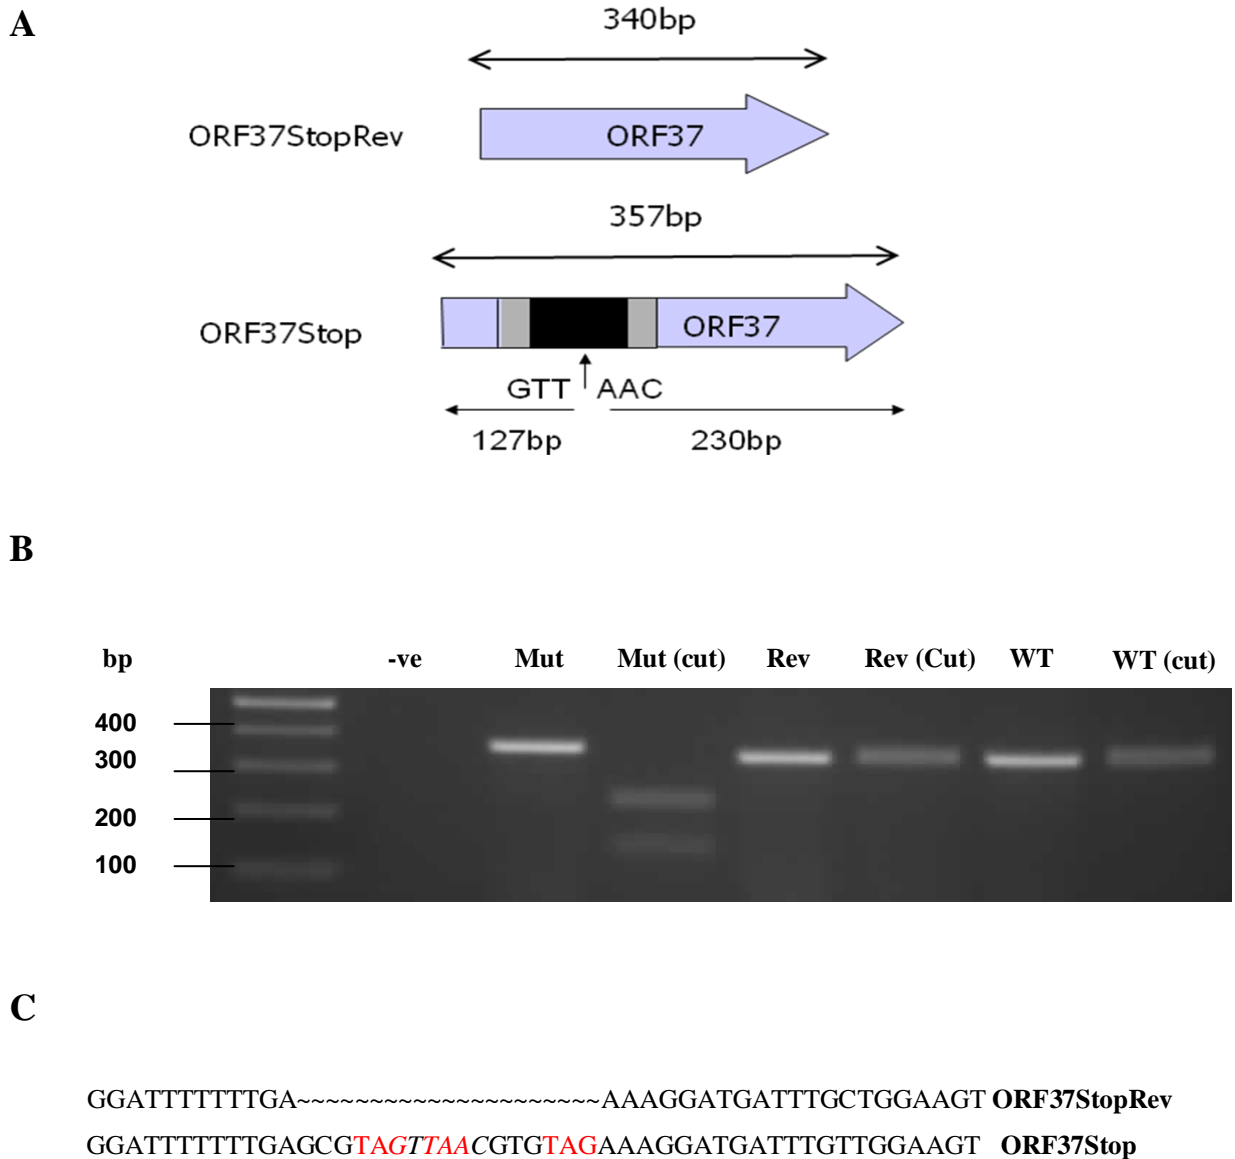 A
340bp
ORF37StopRev
ORF37
357bp
ORF37Stop
ORF37
GTT AAC
127bp 230bp
B
bp -ve Mut Mut (cut) Rev Rev (Cut) WT WT (cut)
400
300
200
100
C
GGATTTTTTTGA~~~~~~~~~~~~~~~~~~~~~AAAGGATGATTTGCTGGAAGT ORF37StopRev
GGATTTTTTTGAGCGTAGTTAACGTGTAGAAAGGATGATTTGTTGGAAGT ORF37Stop